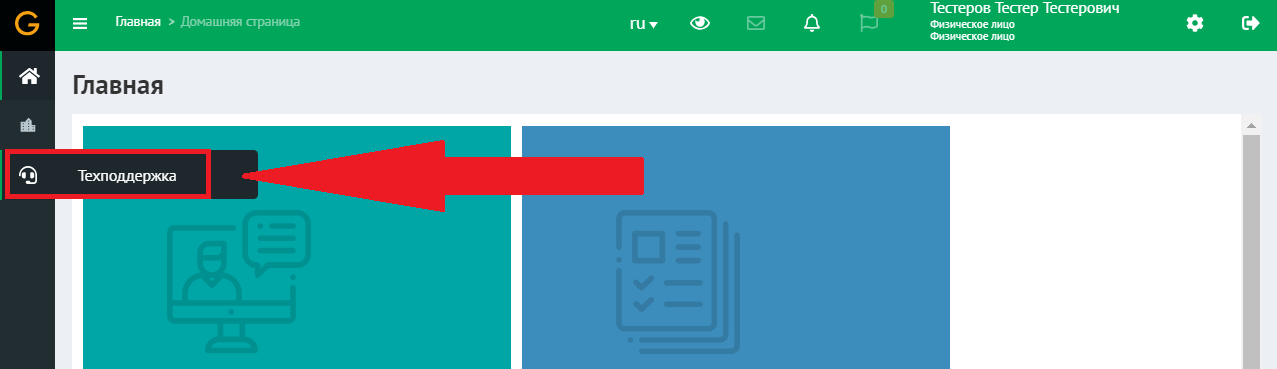 G
Главная > Домашняя страница
ru
0
Тестеров Тестер Тестерович
Физическое лицо
Физическое лицо
Главная
Техподдержка